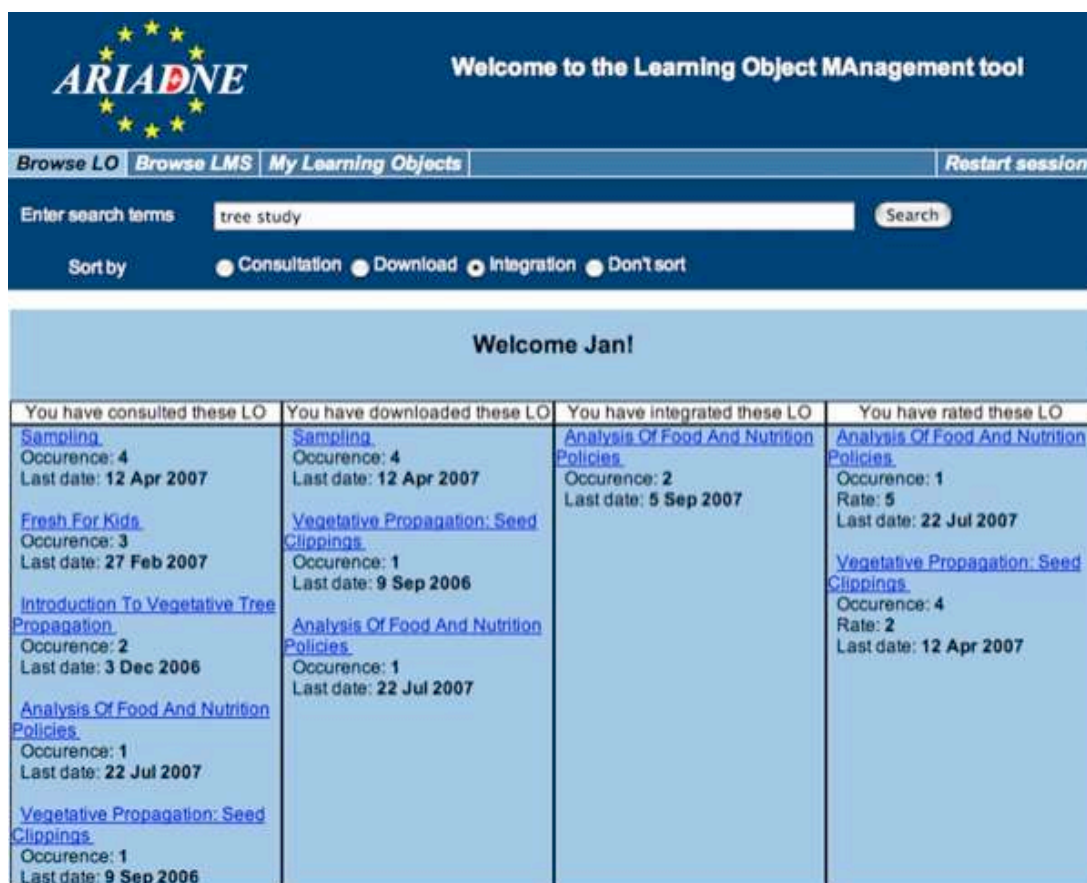 ARIADNE
Welcome to the Learning Object MAnagement tool
Browse LO Browse LMS My Learning Objects Restart session
Enter search terms tree study Search
Sort by Consultation Download Integration Don't sort
Welcome Jan!
You have consulted these LO
Sampling
Occurence: 4
Last date: 12 Apr 2007
Fresh For Kids
Occurence: 3
Last date: 27 Feb 2007
Introduction To Vegetative Tree
Propagation
Occurence: 2
Last date: 3 Dec 2006
Analysis Of Food And Nutrition
Policies
Occurence: 1
Last date: 22 Jul 2007
Vegetative Propagation: Seed
Clippings
Occurence: 1
Last date: 9 Sep 2006
You have downloaded these LO
Sampling
Occurence: 4
Last date: 12 Apr 2007
Vegetative Propagation: Seed
Clippings
Occurence: 1
Last date: 9 Sep 2006
Analysis Of Food And Nutrition
Policies
Occurence: 1
Last date: 22 Jul 2007
You have integrated these LO
Analysis Of Food And Nutrition
Policies
Occurence: 2
Last date: 5 Sep 2007
You have rated these LO
Analysis Of Food And Nutrition
Policies
Occurence: 1
Rate: 5
Last date: 22 Jul 2007
Vegetative Propagation: Seed
Clippings
Occurence: 4
Rate: 2
Last date: 12 Apr 2007